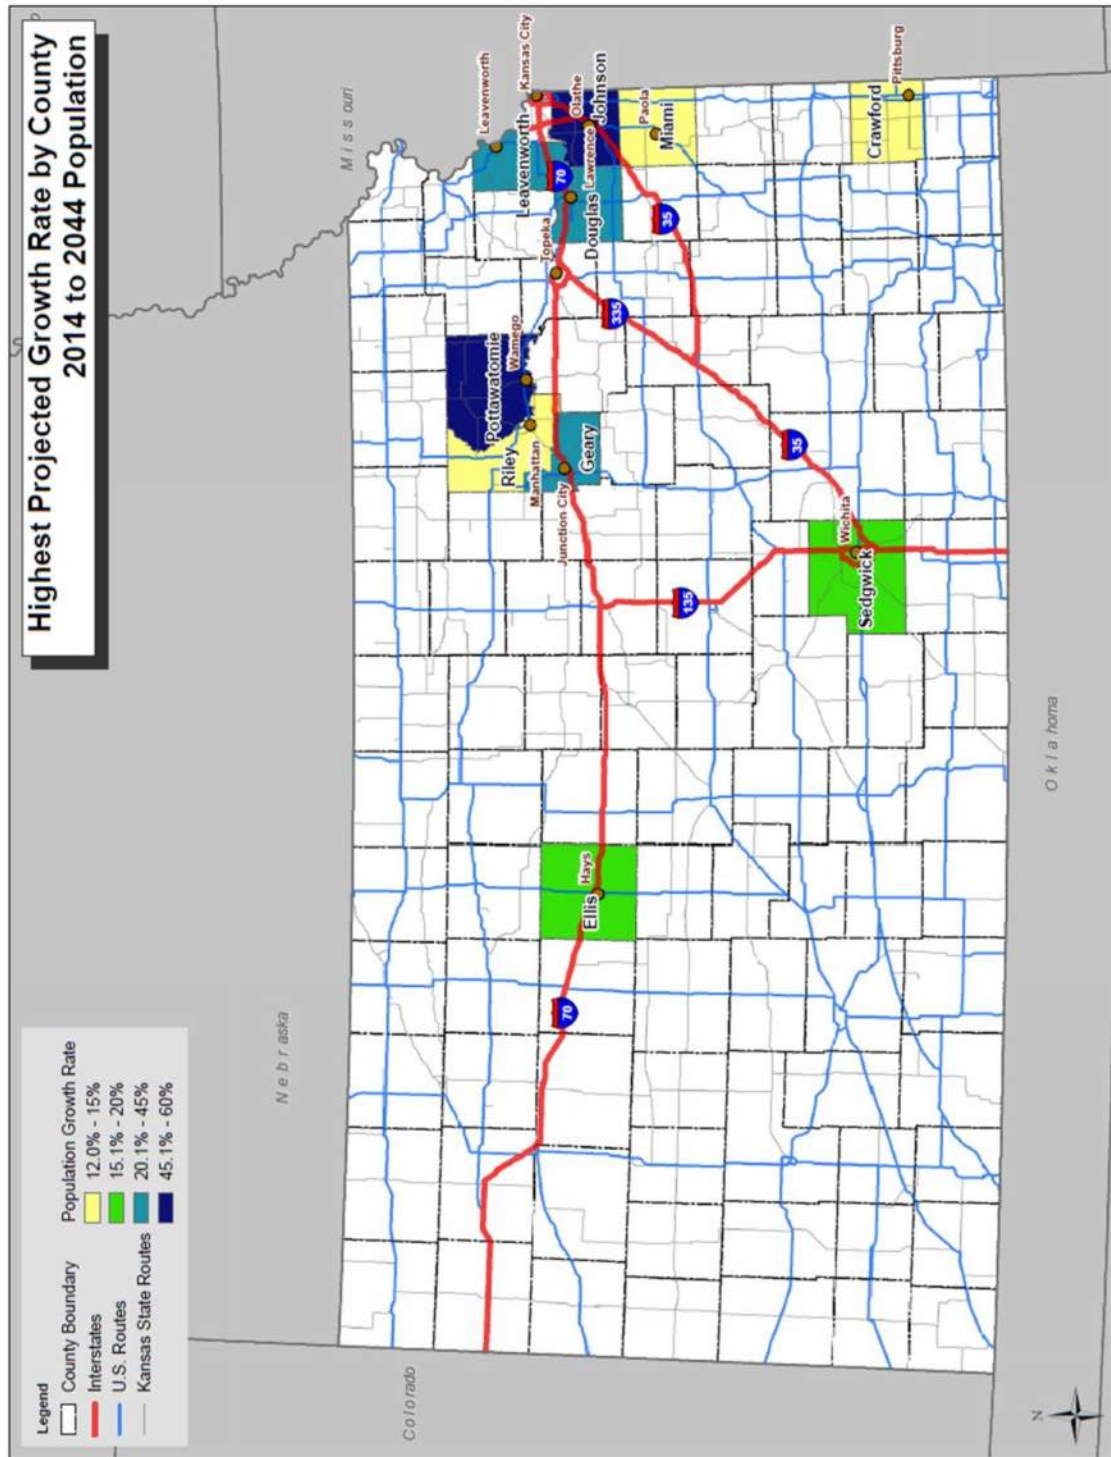 Highest Projected Growth Rate by County
2014 to 2044 Population
Legend
County Boundary
Interstates
U.S. Routes
Kansas State Routes
Population Growth Rate
12.0% - 15%
15.1% - 20%
20.1% - 45%
45.1% - 60%
Nebraska
Missouri
Colorado
Oklahoma
Leavenworth
Kansas City
Leavenworth
Olathe
Johnson
Lawrence
Douglas
Topeka
Paola
Miami
Pottawatomie
Wamego
Riley
Manhattan
Junction City
Geary
Ellis
Hays
Sedgwick
Wichita
Crawford
Pittsburg
70
70
35
335
35
135
N